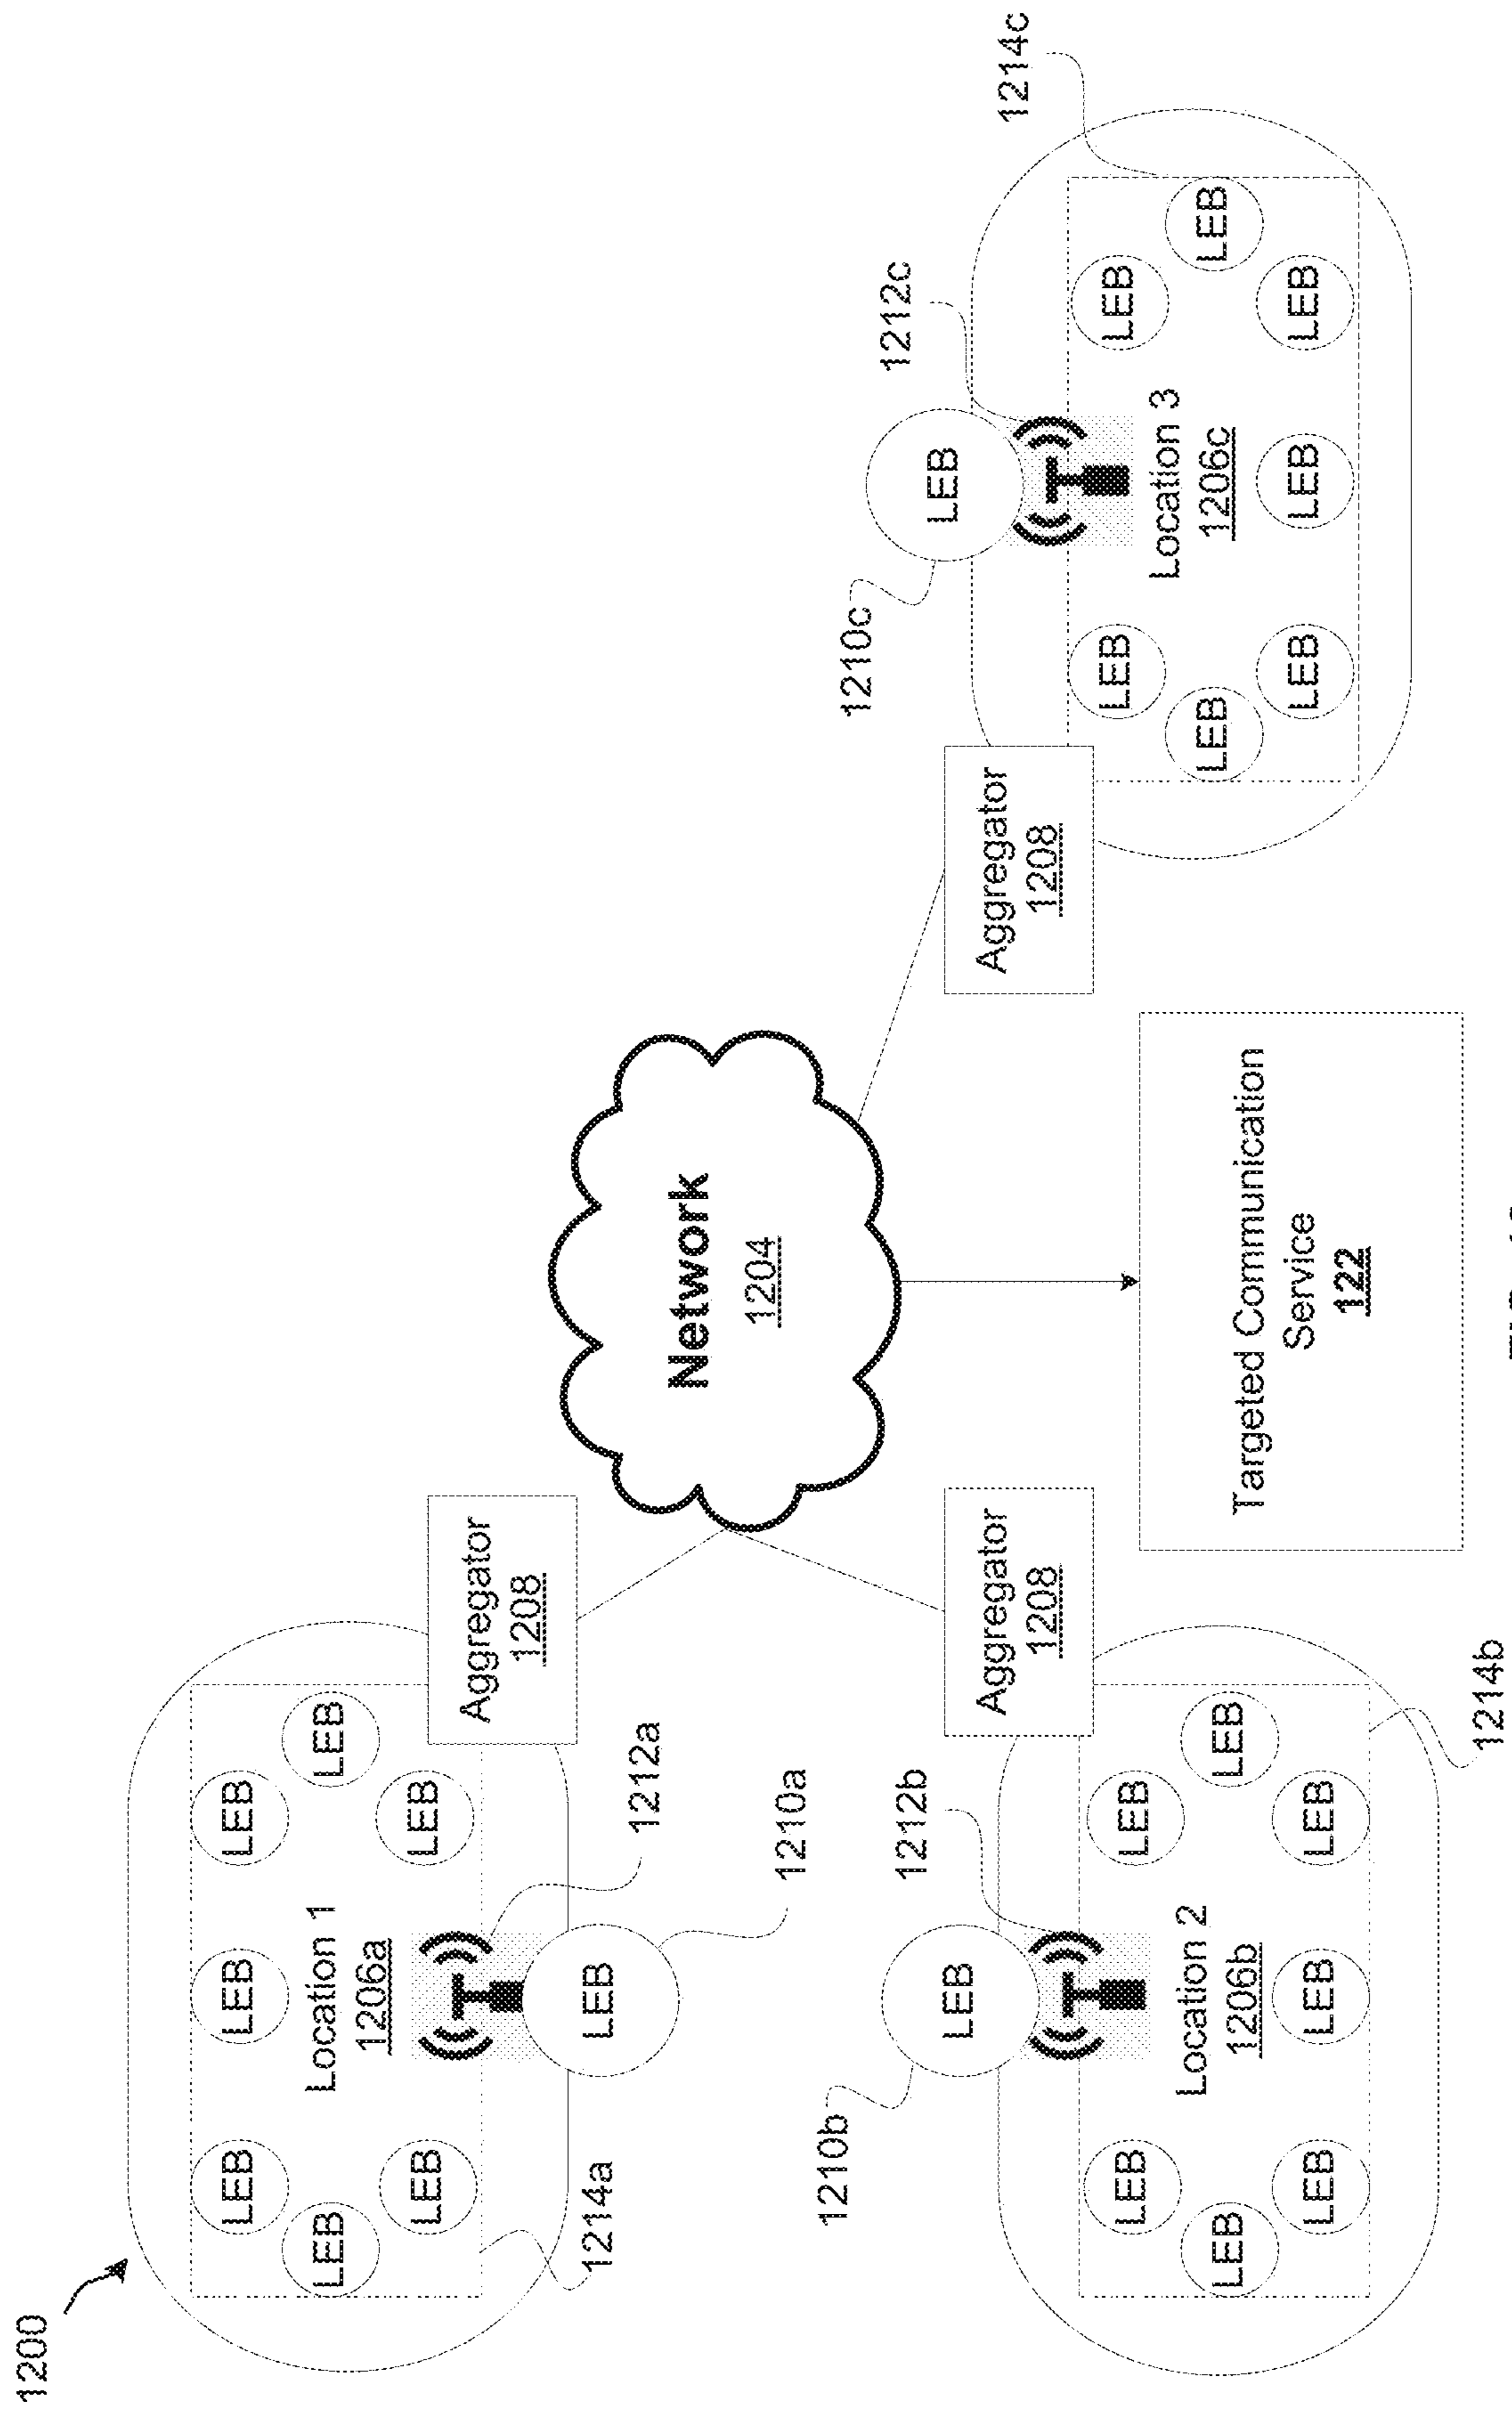 1200
LEB
LEB
LEB
LEB
LEB
Location 1
1206a
LEB
LEB
LEB
1214a
1212a
1210a
Aggregator
1208
Network
1204
1210b
LEB
1212b
Aggregator
1208
LEB
LEB
LEB
LEB
Location 2
1206b
LEB
LEB
LEB
1214b
Targeted Communication
Service
122
Aggregator
1208
1210c
LEB
1212c
1214c
LEB
LEB
LEB
LEB
Location 3
1206c
LEB
LEB
LEB